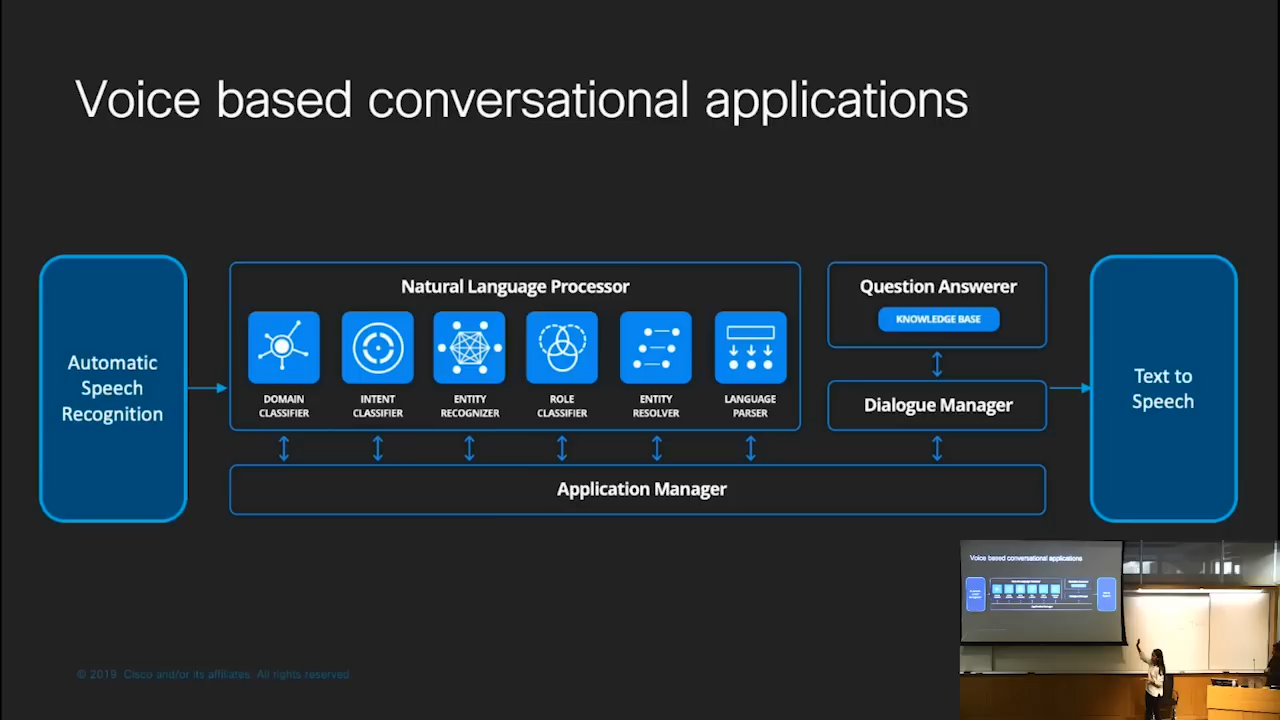 Voice based conversational applications
Automatic
Speech
Recognition
Natural Language Processor
DOMAIN
CLASSIFIER
INTENT
CLASSIFIER
ENTITY
RECOGNIZER
ROLE
CLASSIFIER
ENTITY
RESOLVER
LANGUAGE
PARSER
Question Answerer
KNOWLEDGE BASE
Dialogue Manager
Application Manager
Text to
Speech
© 2019 Cisco and/or its affiliates. All rights reserved.
Voice based conversational applications